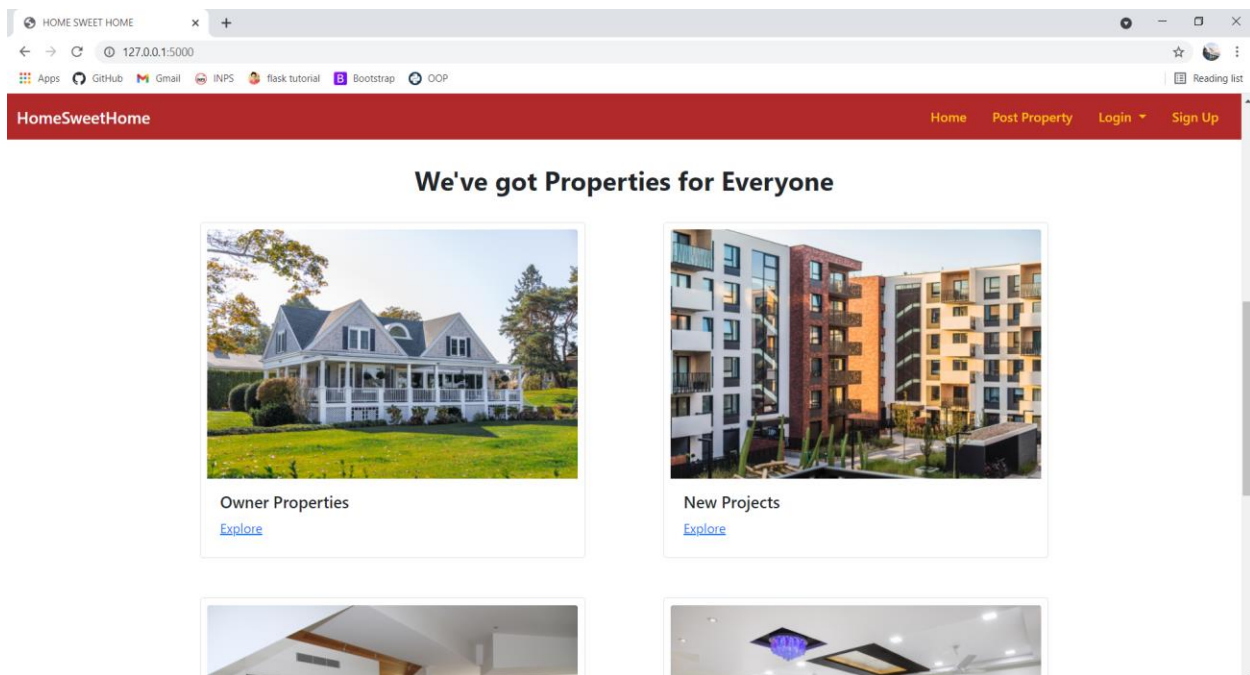 HOME SWEET HOME
127.0.0.1:5000
Apps GitHub Gmail INPS flask tutorial Bootstrap OOP Reading list
HomeSweetHome Home Post Property Login Sign Up
We've got Properties for Everyone
Owner Properties New Projects
Explore Explore